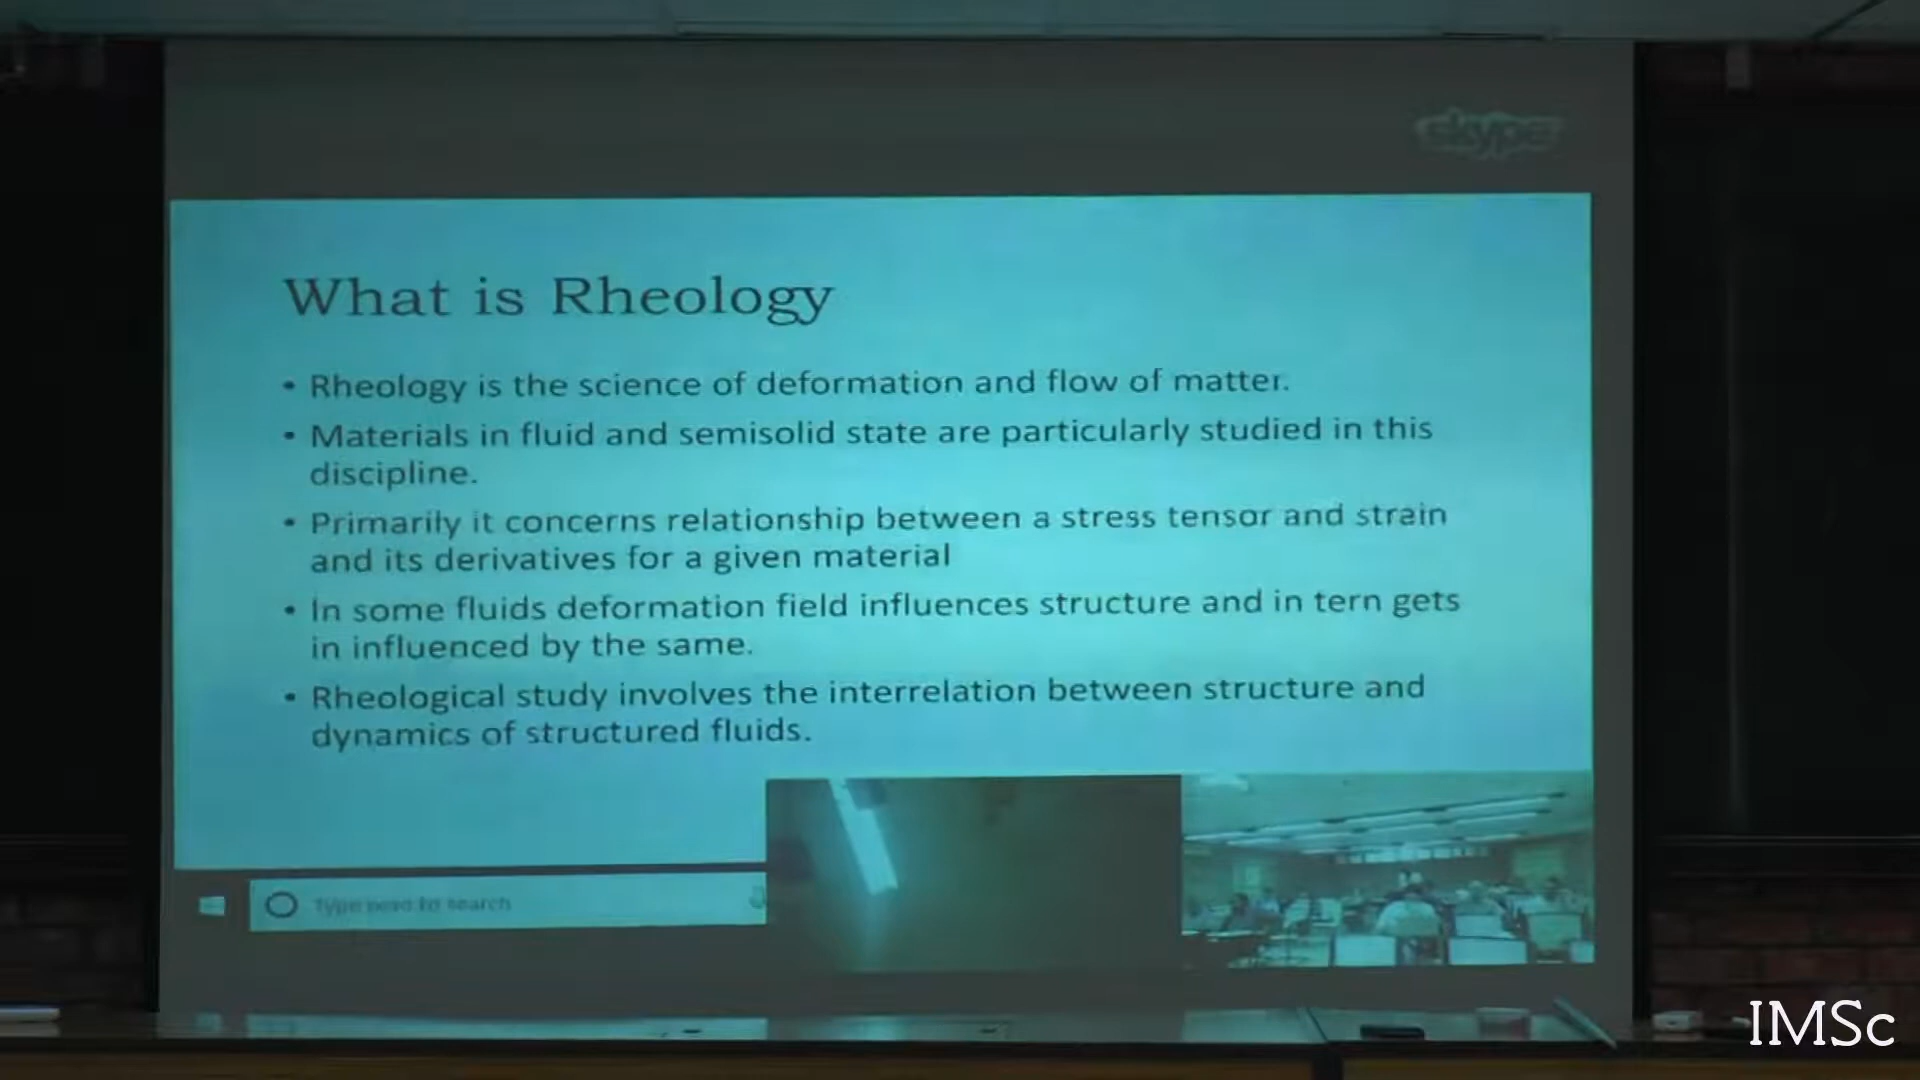 skype
What is Rheology
• Rheology is the science of deformation and flow of matter.
• Materials in fluid and semisolid state are particularly studied in this
discipline.
• Primarily it concerns relationship between a stress tensor and strain
and its derivatives for a given material
• In some fluids deformation field influences structure and in tern gets
in influenced by the same.
• Rheological study involves the interrelation between structure and
dynamics of structured fluids.
Type here to search
IMSc